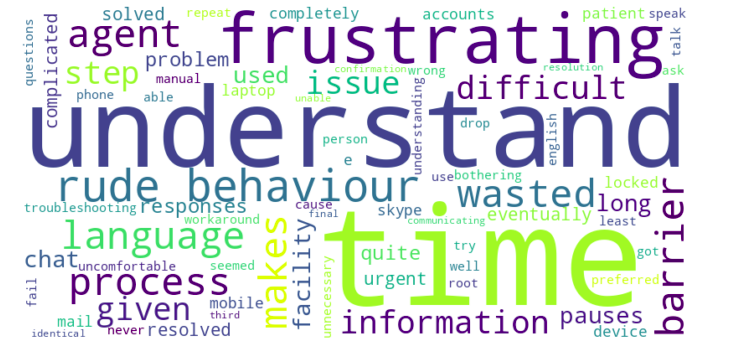 solved repeat completely accounts patient speak
agent frustrating talk
questions complicated step problem manual used laptop confirmation wrong resolution ask
phone able unable issue understanding difficult
understand
person e drop english
rude behaviour wasted use bothering locked
troubleshooting responses cause final skype communicating eventually long least
workaround
language makes facility time quite try got
chat uncomfortable seemed urgent well root preferred
fail process unnecessary barrier
given mobile information pauses
mail never third resolved device
identical